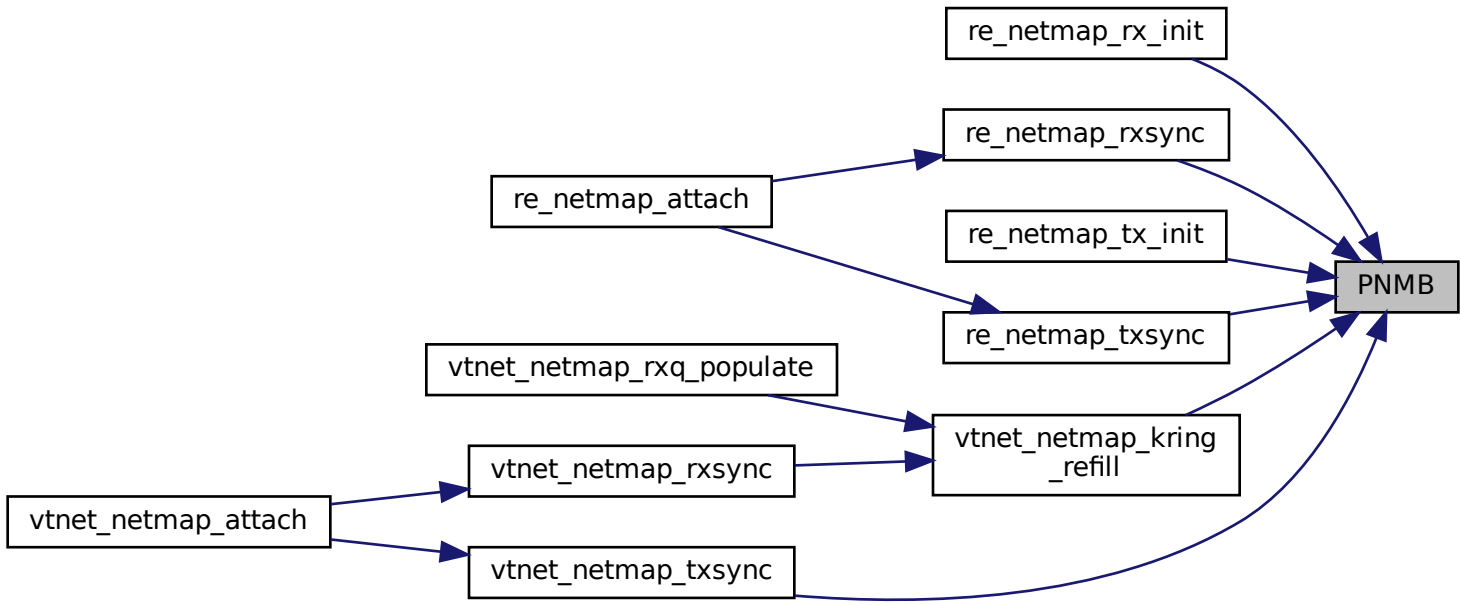 re_netmap_rx_init
re_netmap_rxsync
re_netmap_attach
re_netmap_tx_init
PNMB
re_netmap_txsync
vtnet_netmap_rxq_populate
vtnet_netmap_kring
_refill
vtnet_netmap_rxsync
vtnet_netmap_attach
vtnet_netmap_txsync